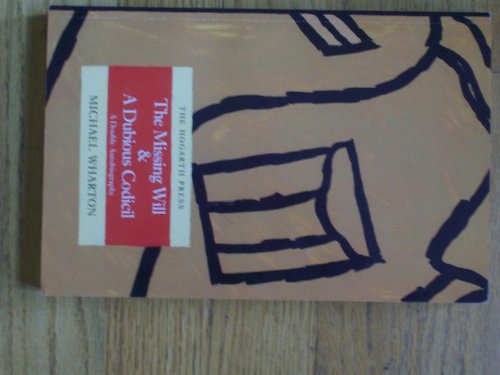 THE HOGARTH PRESS
The Missing Will
&
A Dubious Codicil
A Double Autobiography
MICHAEL WHARTON